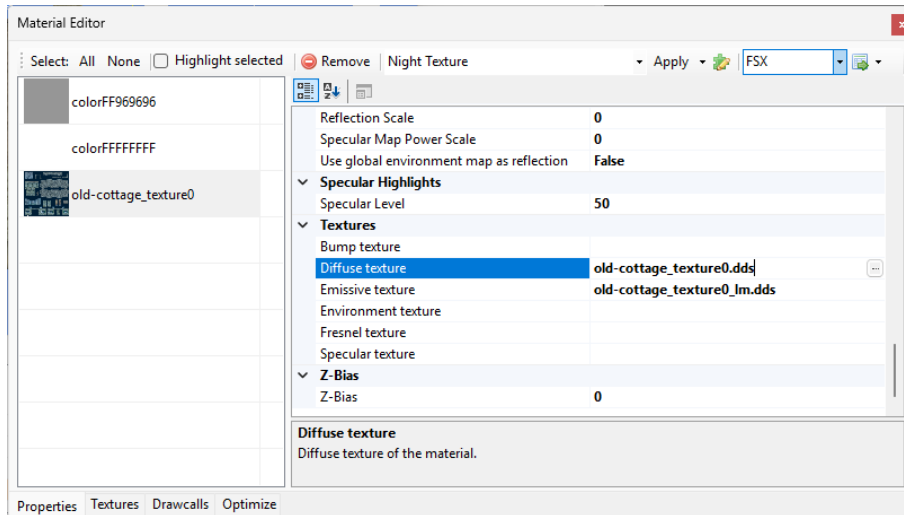 Material Editor
Select: All None Highlight selected Remove Night Texture Apply FSX
colorFF969696
colorFFFFFFFF
old-cottage_texture0
Reflection Scale 0
Specular Map Power Scale 0
Use global environment map as reflection False
Specular Highlights
Specular Level 50
Textures
Bump texture
Diffuse texture old-cottage_texture0.dds
Emissive texture old-cottage_texture0_lm.dds
Environment texture
Fresnel texture
Specular texture
Z-Bias
Z-Bias 0
Diffuse texture
Diffuse texture of the material.
Properties Textures Drawcalls Optimize